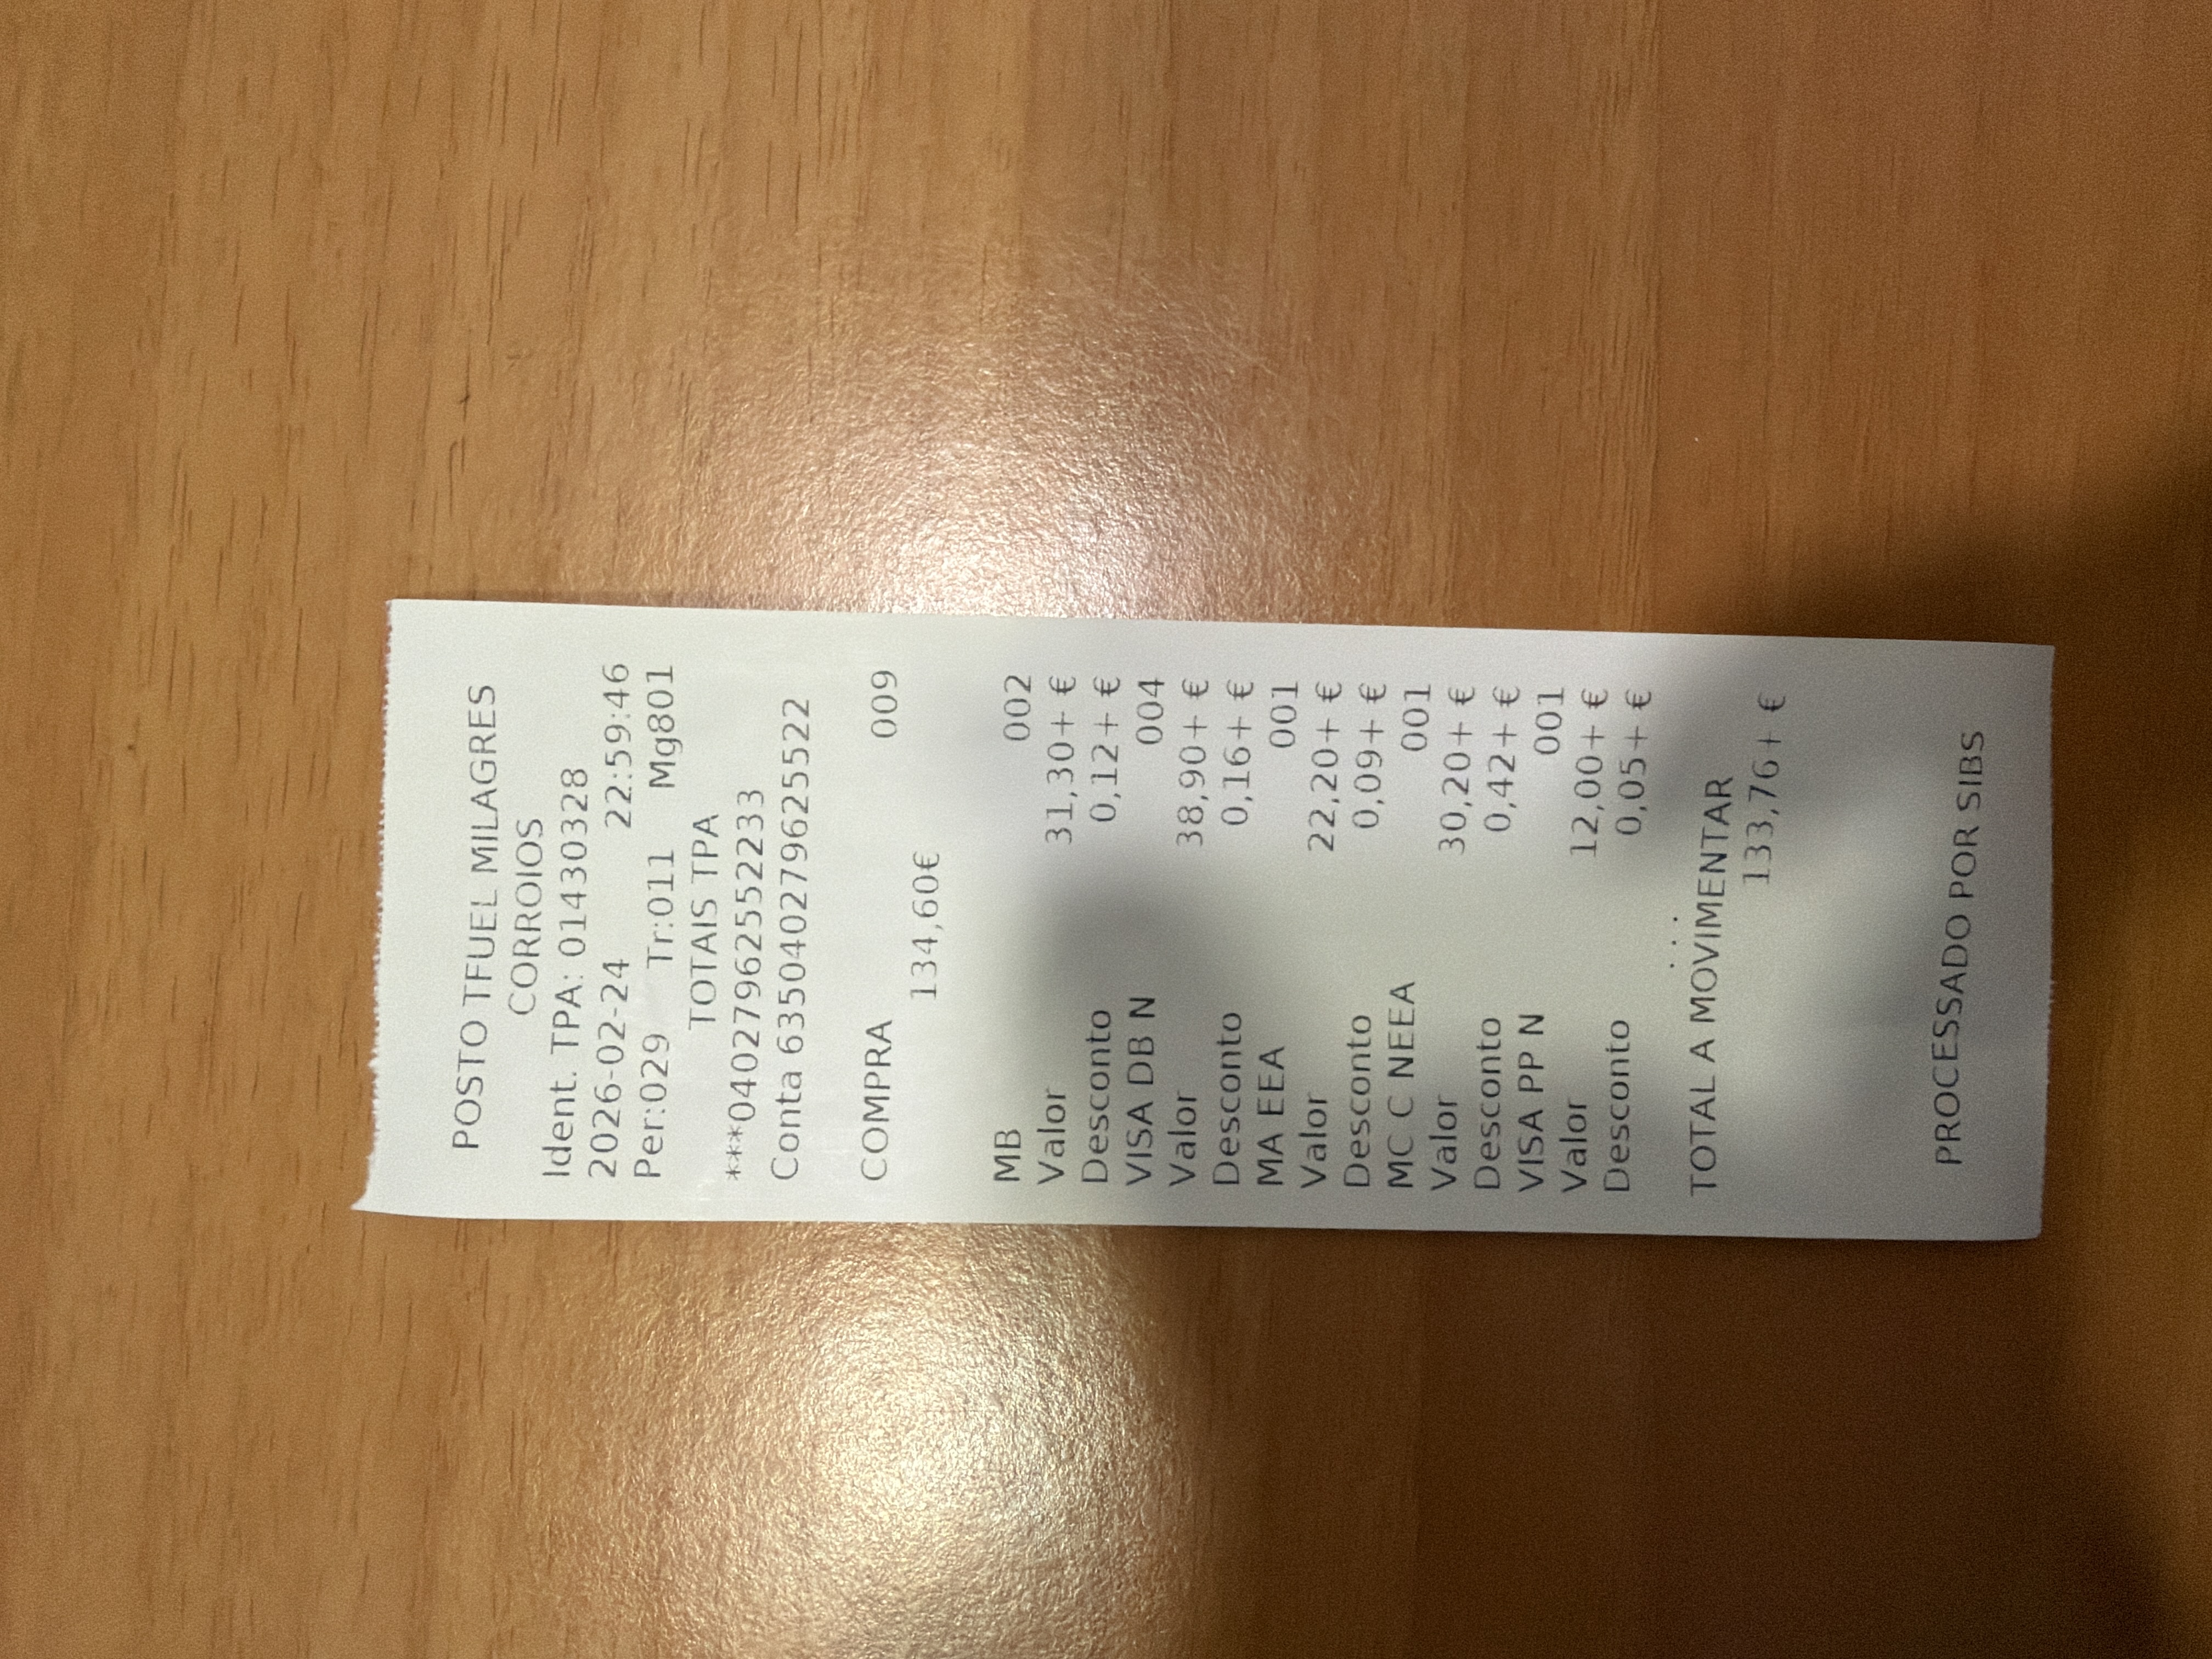 POSTO TFUEL MILAGRES
CORROIOS
Ident. TPA: 01430328
2026-02-24 22:59:46
Per:029 Tr:011 Mg801
TOTAIS TPA
***0402796255522233
Conta 635040279625522
COMPRA 009
134,60€
MB 002
Valor 31,30+ €
Desconto 0,12+ €
VISA DB N 004
Valor 38,90+ €
Desconto 0,16+ €
MA EEA 001
Valor 22,20+ €
Desconto 0,09+ €
MC C NEEA 001
Valor 30,20+ €
Desconto 0,42+ €
VISA PP N 001
Valor 12,00+ €
Desconto 0,05+ €
....
TOTAL A MOVIMENTAR
133,76+ €
PROCESSADO POR SIBS